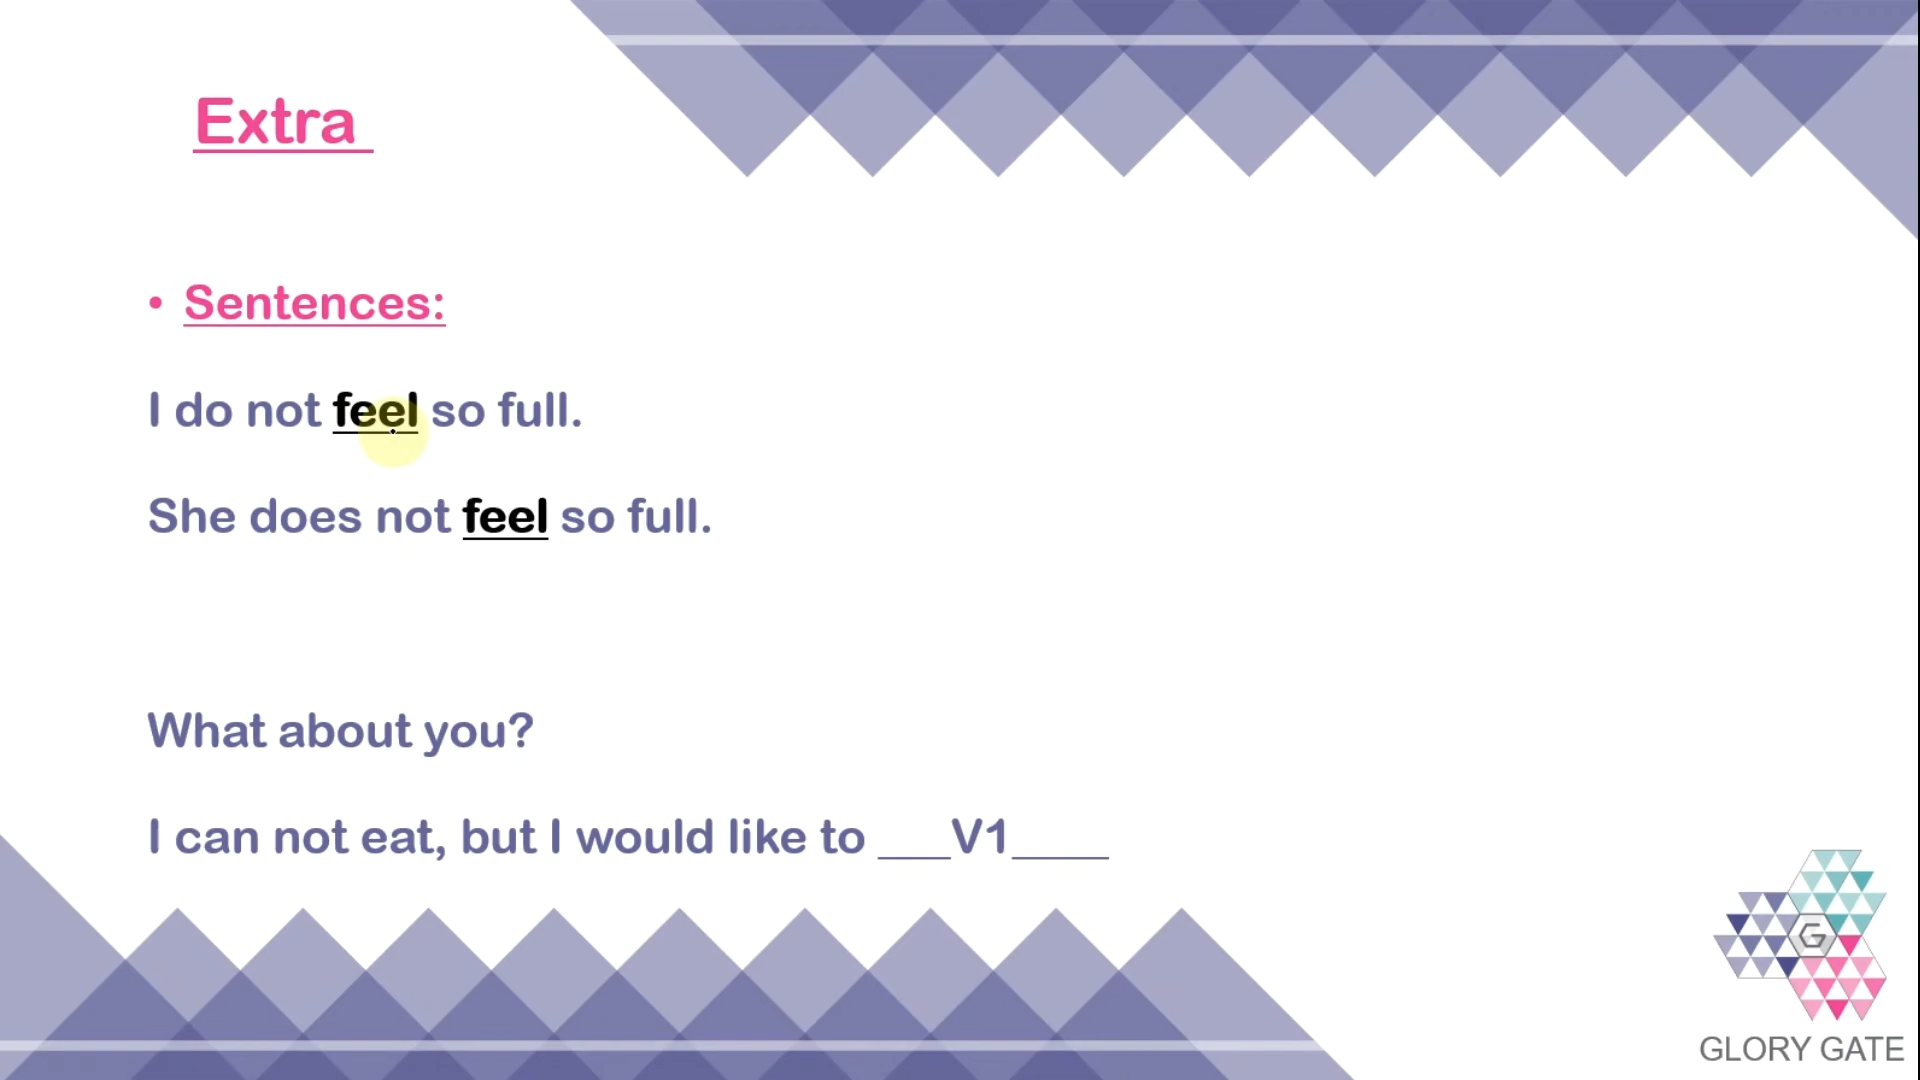 Extra
• Sentences:
I do not feel so full.
She does not feel so full.
What about you?
I can not eat, but I would like to ___V1____
G
GLORY GATE